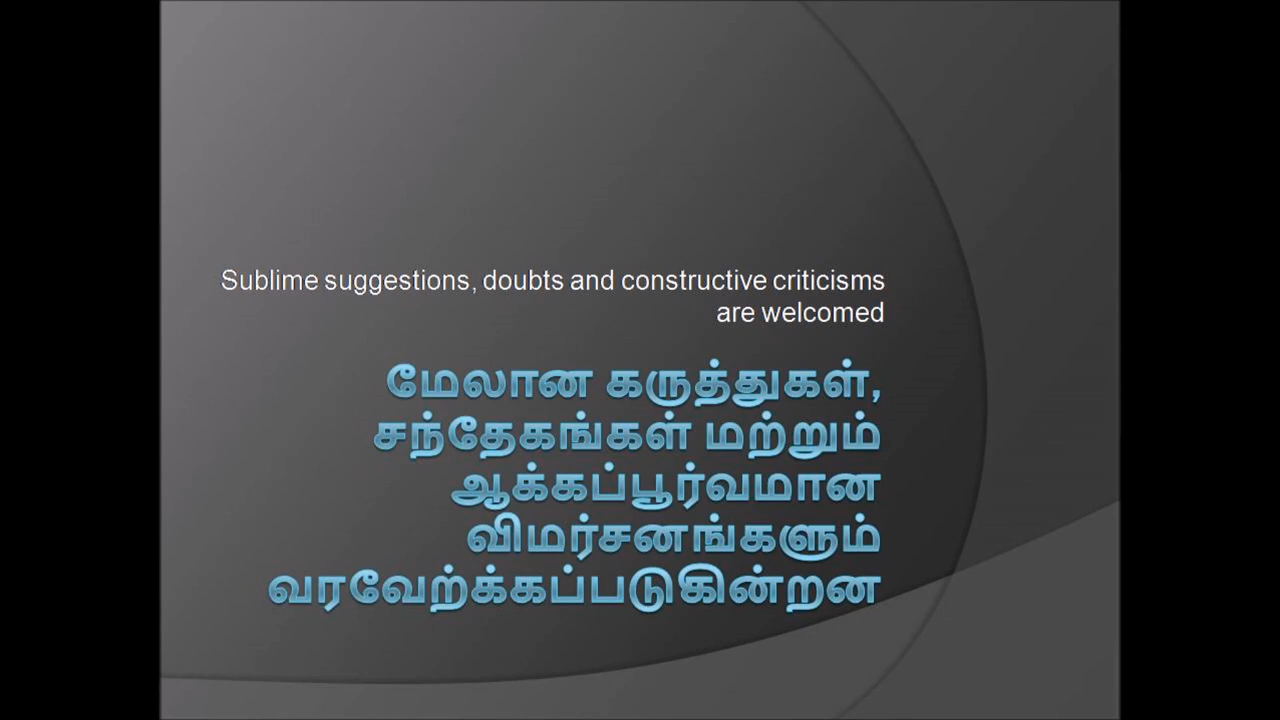 Sublime suggestions, doubts and constructive criticisms
are welcomed
மேலான கருத்துகள்,
சந்தேகங்கள் மற்றும்
ஆக்கப்பூர்வமான
விமர்சனங்களும்
வரவேற்க்கப்படுகின்றன